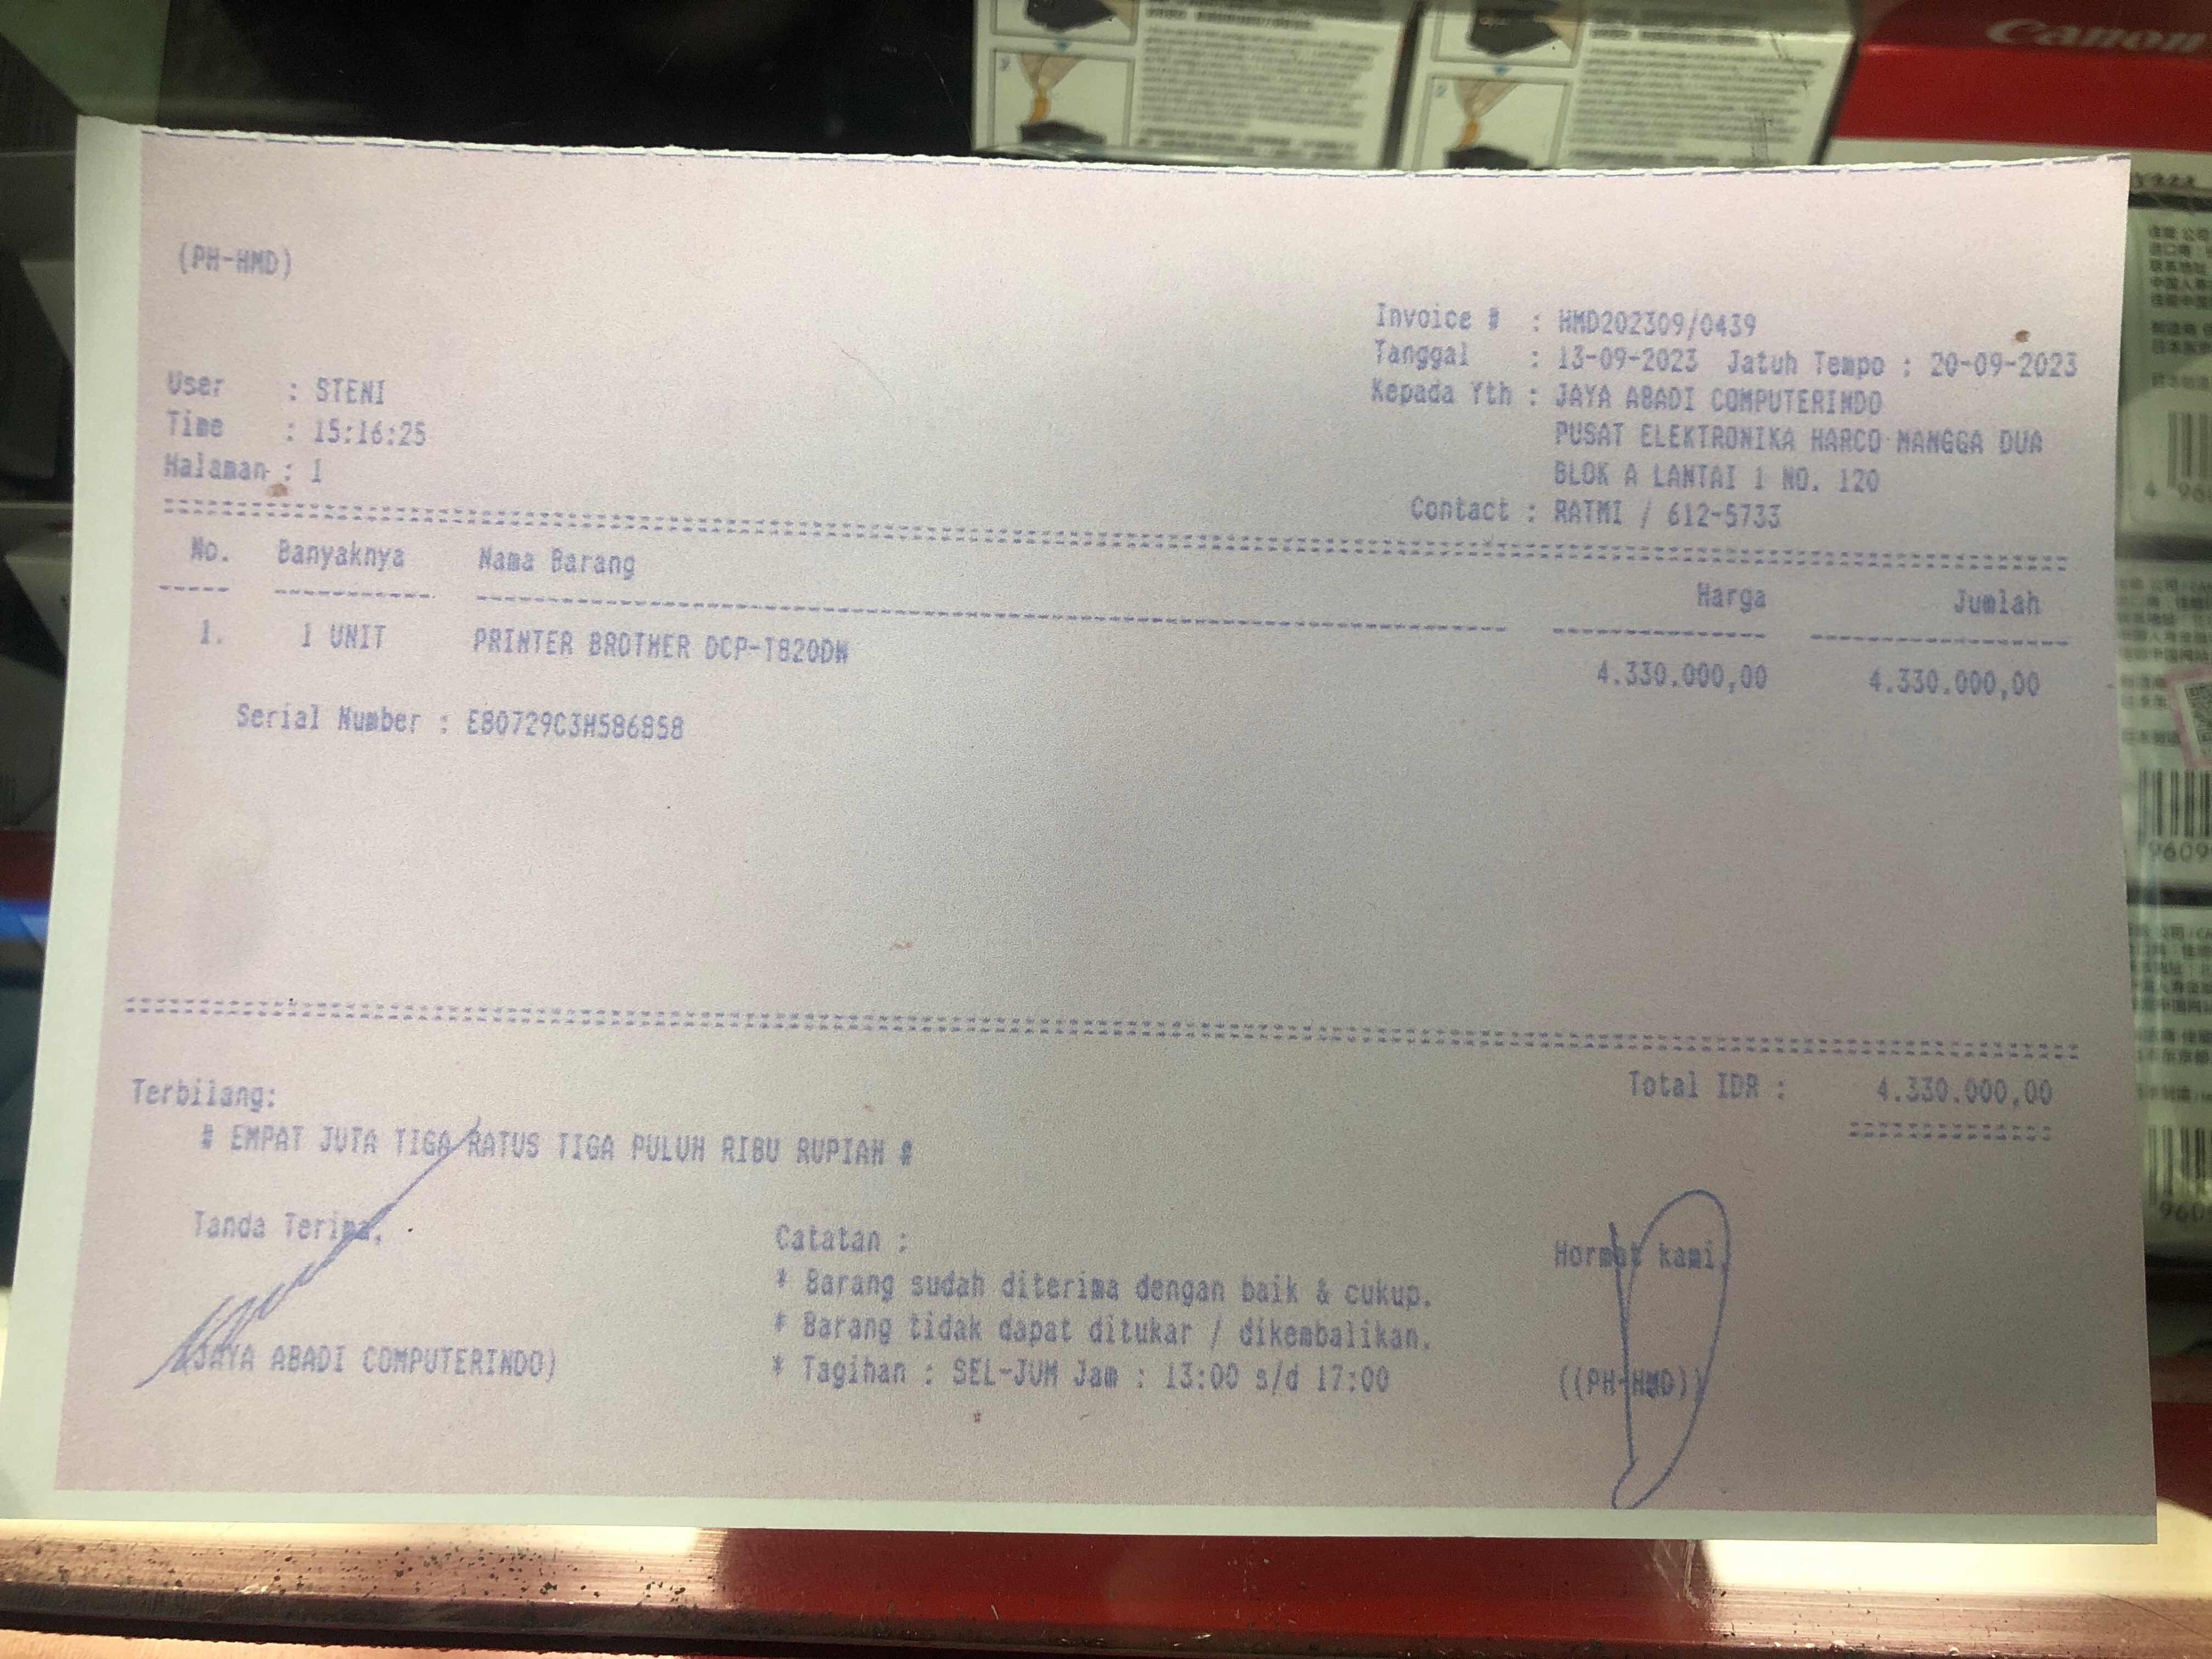 Canon
(PH-HMD)
Invoice # : HMD202309/0439
Tanggal : 13-09-2023 Jatuh Tempo : 20-09-2023
Kepada Yth : JAYA ABADI COMPUTERINDO
PUSAT ELEKTRONIKA HARCO MANGGA DUA
BLOK A LANTAI 1 NO. 120
Contact : RATMI / 612-5733
User : STENI
Time : 15:16:25
Halaman : 1
No. Banyaknya Nama Barang Harga Jumlah
1. 1 UNIT PRINTER BROTHER DCP-T820DW 4.330.000,00 4.330.000,00
Serial Number : E80729C3H586858
Total IDR : 4.330.000,00
Terbilang:
# EMPAT JUTA TIGA RATUS TIGA PULUH RIBU RUPIAH #
Tanda Terima,
(JAYA ABADI COMPUTERINDO)
Catatan :
* Barang sudah diterima dengan baik & cukup.
* Barang tidak dapat ditukar / dikembalikan.
* Tagihan : SEL-JUM Jam : 13:00 s/d 17:00
Hormat kami,
((PH-HMD))